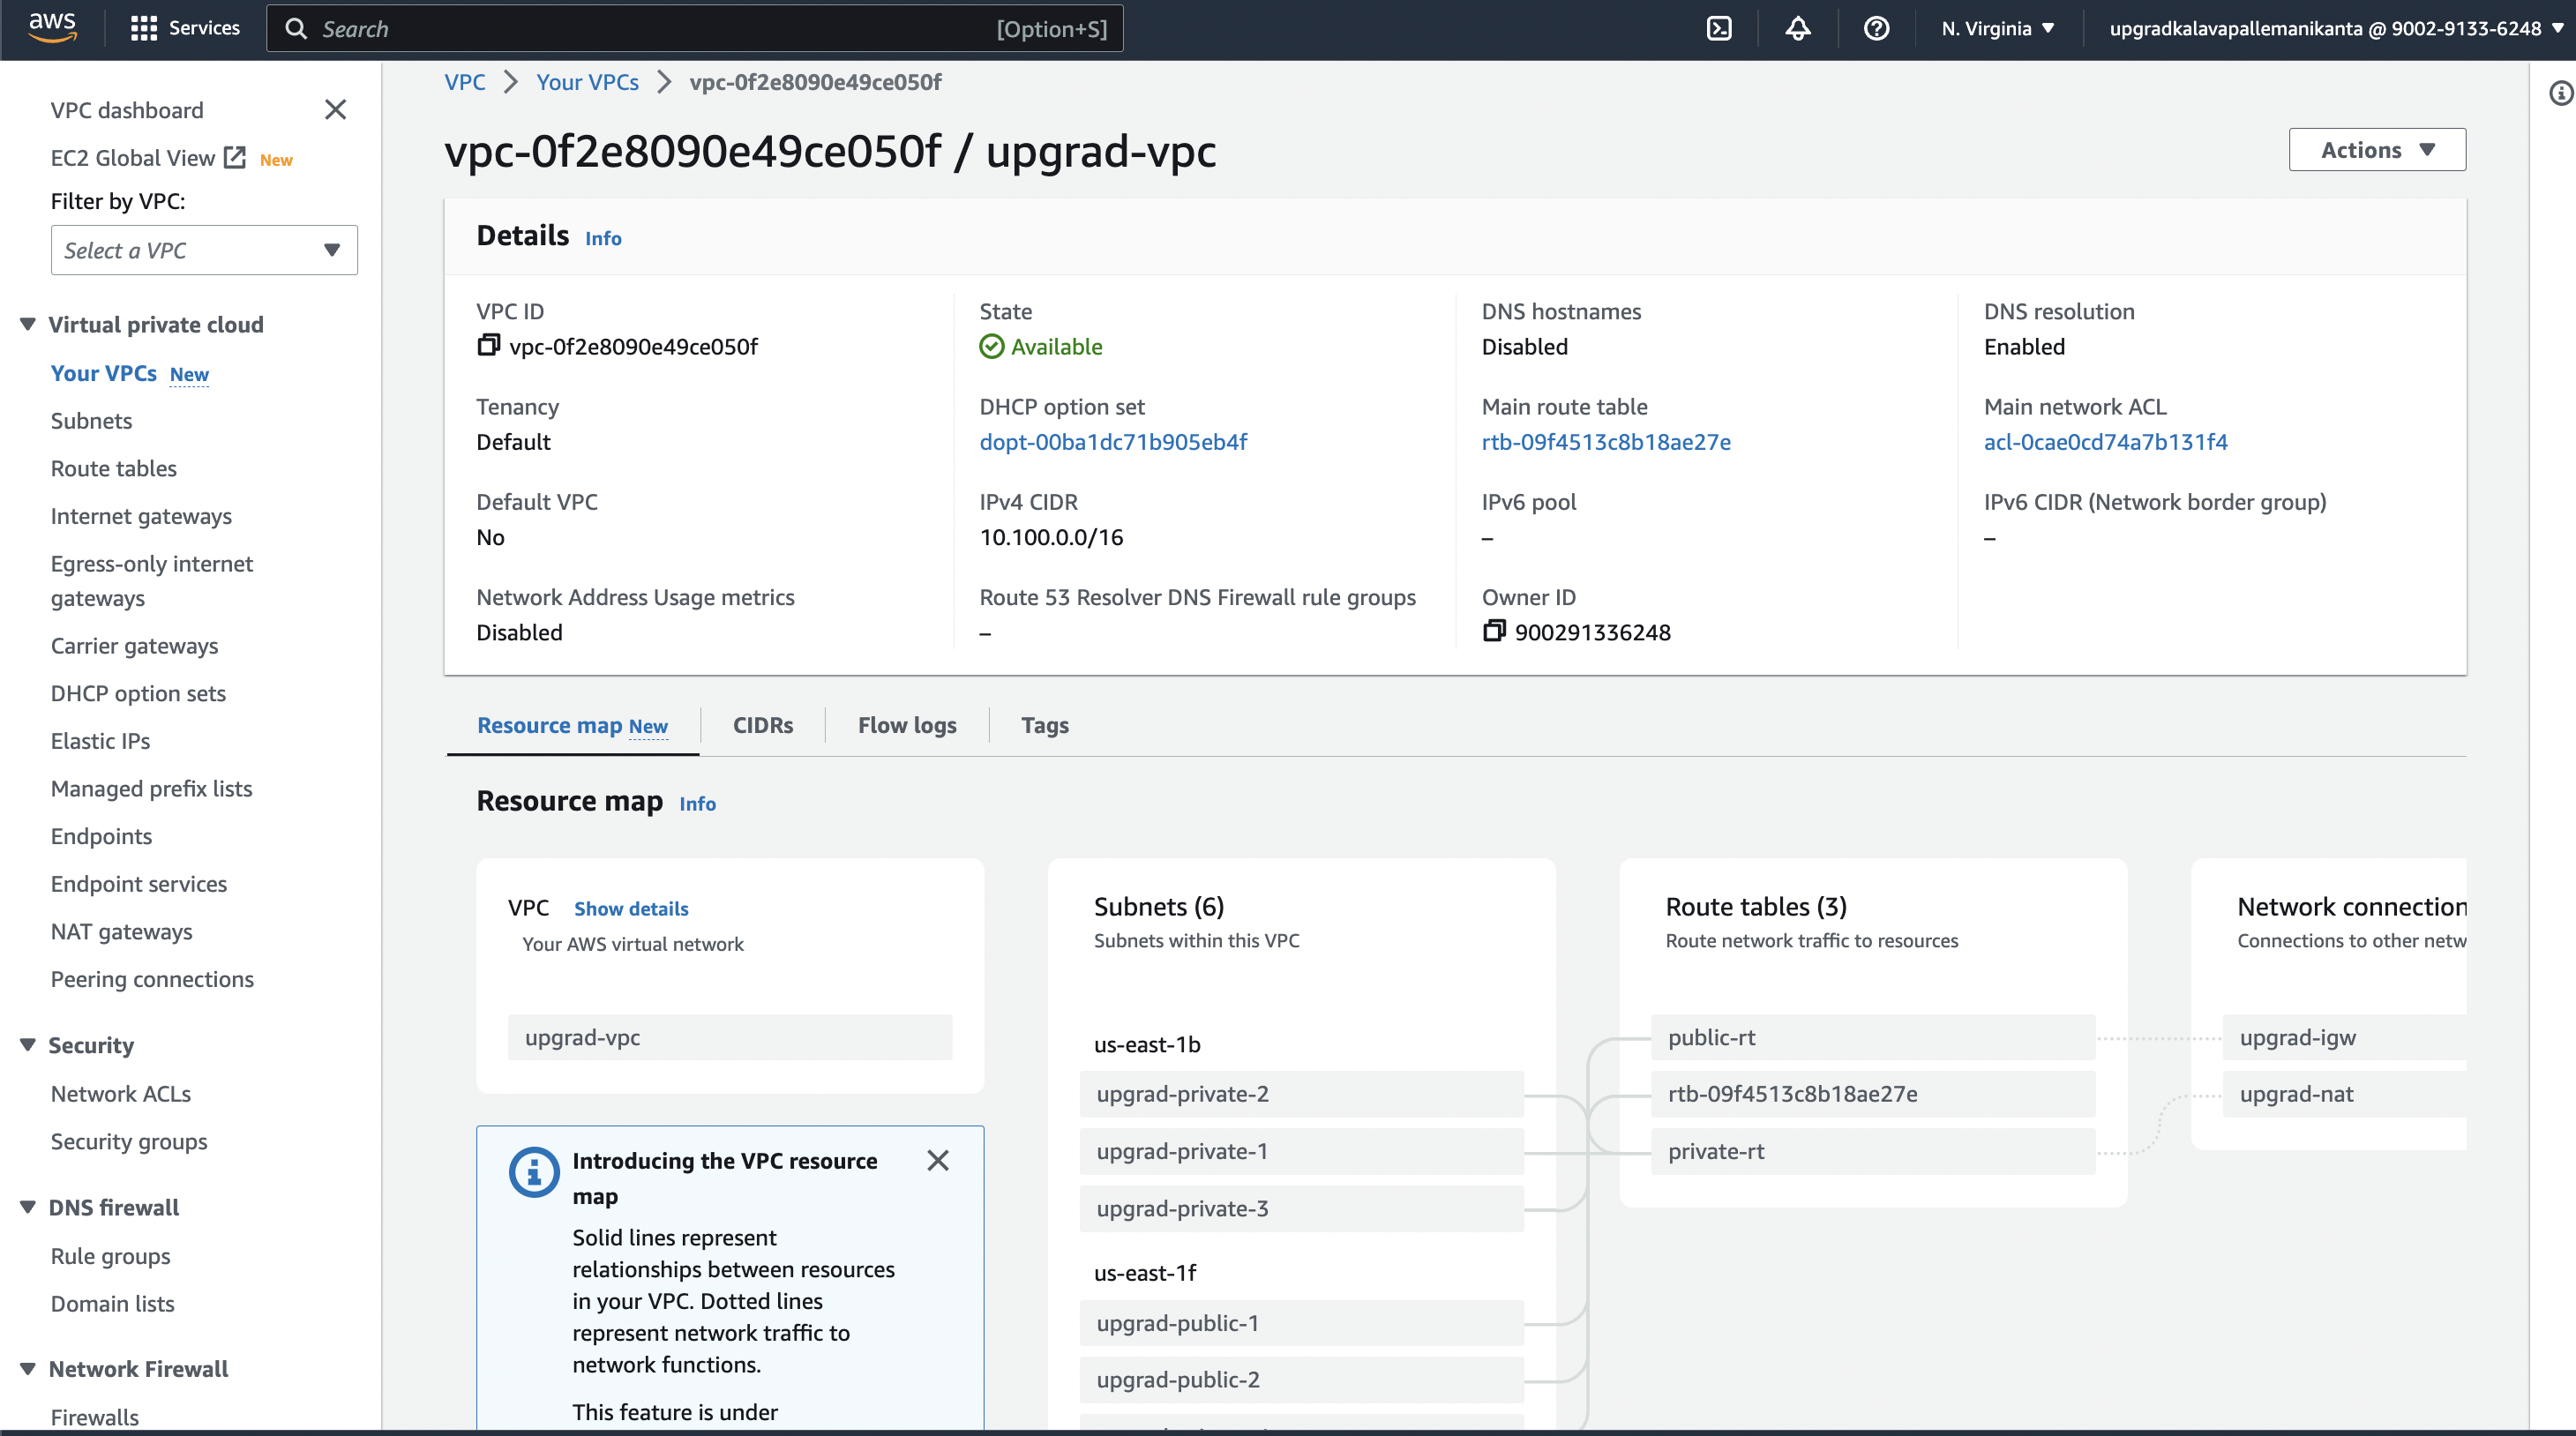 aws
Services
Search
[Option+S]
N. Virginia
upgradkalavapallemanikanta @ 9002-9133-6248
VPC dashboard
EC2 Global View New
Filter by VPC:
Select a VPC
Virtual private cloud
Your VPCs New
Subnets
Route tables
Internet gateways
Egress-only internet
gateways
Carrier gateways
DHCP option sets
Elastic IPs
Managed prefix lists
Endpoints
Endpoint services
NAT gateways
Peering connections
Security
Network ACLs
Security groups
DNS firewall
Rule groups
Domain lists
Network Firewall
Firewalls
VPC > Your VPCs > vpc-0f2e8090e49ce050f
vpc-0f2e8090e49ce050f / upgrad-vpc
Actions
Details Info
VPC ID
vpc-0f2e8090e49ce050f
State
Available
DNS hostnames
Disabled
DNS resolution
Enabled
Tenancy
Default
DHCP option set
dopt-00ba1dc71b905eb4f
Main route table
rtb-09f4513c8b18ae27e
Main network ACL
acl-0cae0cd74a7b131f4
Default VPC
No
IPv4 CIDR
10.100.0.0/16
IPv6 pool
–
IPv6 CIDR (Network border group)
–
Network Address Usage metrics
Disabled
Route 53 Resolver DNS Firewall rule groups
–
Owner ID
900291336248
Resource map New
CIDRs
Flow logs
Tags
Resource map Info
VPC Show details
Your AWS virtual network
upgrad-vpc
Introducing the VPC resource
map
Solid lines represent
relationships between resources
in your VPC. Dotted lines
represent network traffic to
network functions.
This feature is under
Subnets (6)
Subnets within this VPC
us-east-1b
upgrad-private-2
upgrad-private-1
upgrad-private-3
us-east-1f
upgrad-public-1
upgrad-public-2
Route tables (3)
Route network traffic to resources
public-rt
rtb-09f4513c8b18ae27e
private-rt
Network connection
Connections to other netw
upgrad-igw
upgrad-nat